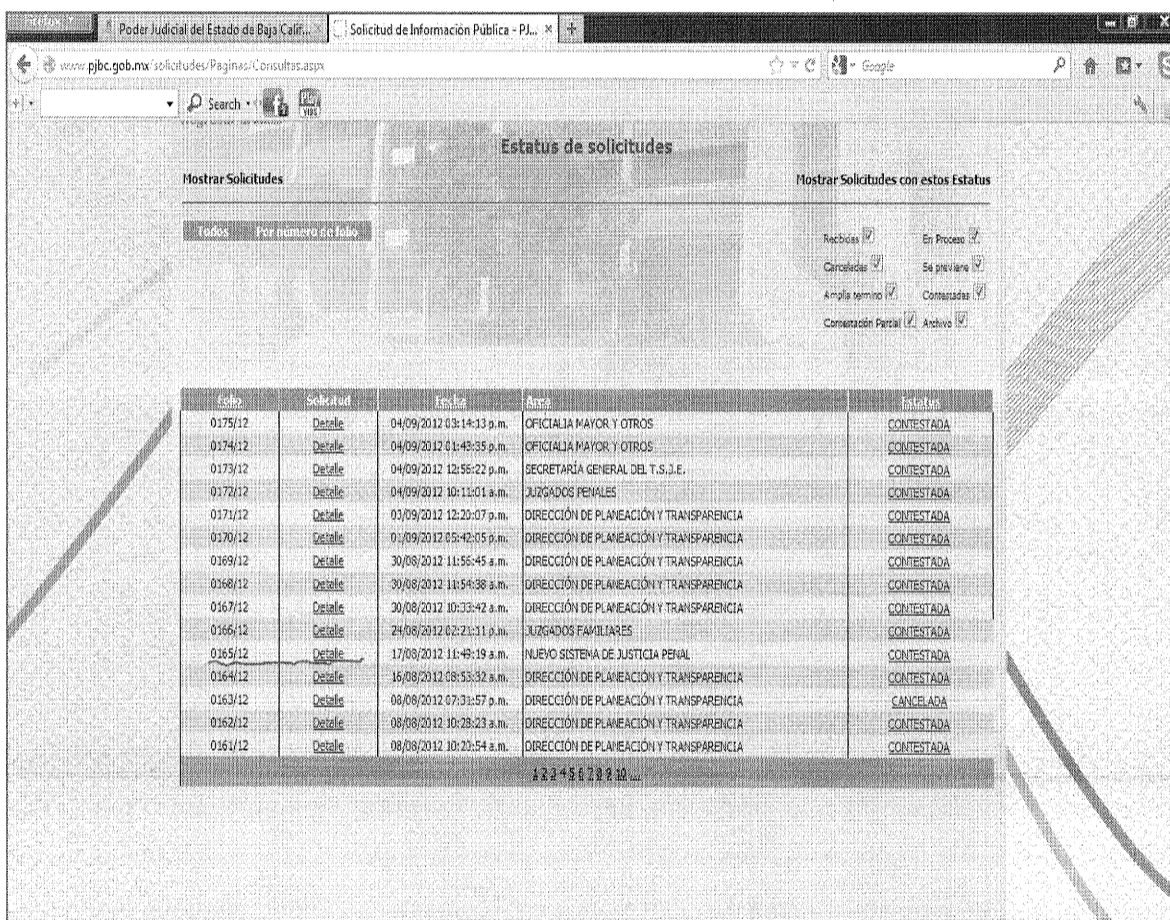 Poder Judicial del Estado de Baja Calif... × Solicitud de Información Pública - PJ... × +
www.pjbc.gob.mx/solicitudes/Paginas/Consultas.aspx Google
Search
Estatus de solicitudes
Mostrar Solicitudes Mostrar Solicitudes con estos Estatus
Todos Por número de folio
Recibidas En Proceso
Canceladas Se previene
Amplia termino Contestadas
Contestación Parcial Archivo
Folio Solicitud Fecha Area Estatus
0175/12 Detalle 04/09/2012 03:14:13 p.m. OFICIALIA MAYOR Y OTROS CONTESTADA
0174/12 Detalle 04/09/2012 01:43:35 p.m. OFICIALIA MAYOR Y OTROS CONTESTADA
0173/12 Detalle 04/09/2012 12:56:22 p.m. SECRETARÍA GENERAL DEL T.S.J.E. CONTESTADA
0172/12 Detalle 04/09/2012 10:11:01 a.m. JUZGADOS PENALES CONTESTADA
0171/12 Detalle 03/09/2012 12:20:07 p.m. DIRECCIÓN DE PLANEACIÓN Y TRANSPARENCIA CONTESTADA
0170/12 Detalle 01/09/2012 05:42:05 p.m. DIRECCIÓN DE PLANEACIÓN Y TRANSPARENCIA CONTESTADA
0169/12 Detalle 30/08/2012 11:56:45 a.m. DIRECCIÓN DE PLANEACIÓN Y TRANSPARENCIA CONTESTADA
0168/12 Detalle 30/08/2012 11:54:38 a.m. DIRECCIÓN DE PLANEACIÓN Y TRANSPARENCIA CONTESTADA
0167/12 Detalle 30/08/2012 10:33:42 a.m. DIRECCIÓN DE PLANEACIÓN Y TRANSPARENCIA CONTESTADA
0166/12 Detalle 24/08/2012 02:21:11 p.m. JUZGADOS FAMILIARES CONTESTADA
0165/12 Detalle 17/08/2012 11:49:19 a.m. NUEVO SISTEMA DE JUSTICIA PENAL CONTESTADA
0164/12 Detalle 16/08/2012 08:53:32 a.m. DIRECCIÓN DE PLANEACIÓN Y TRANSPARENCIA CONTESTADA
0163/12 Detalle 08/08/2012 07:31:57 p.m. DIRECCIÓN DE PLANEACIÓN Y TRANSPARENCIA CANCELADA
0162/12 Detalle 08/08/2012 10:28:23 a.m. DIRECCIÓN DE PLANEACIÓN Y TRANSPARENCIA CONTESTADA
0161/12 Detalle 08/08/2012 10:20:54 a.m. DIRECCIÓN DE PLANEACIÓN Y TRANSPARENCIA CONTESTADA
1 2 3 4 5 6 7 8 9 10 ...